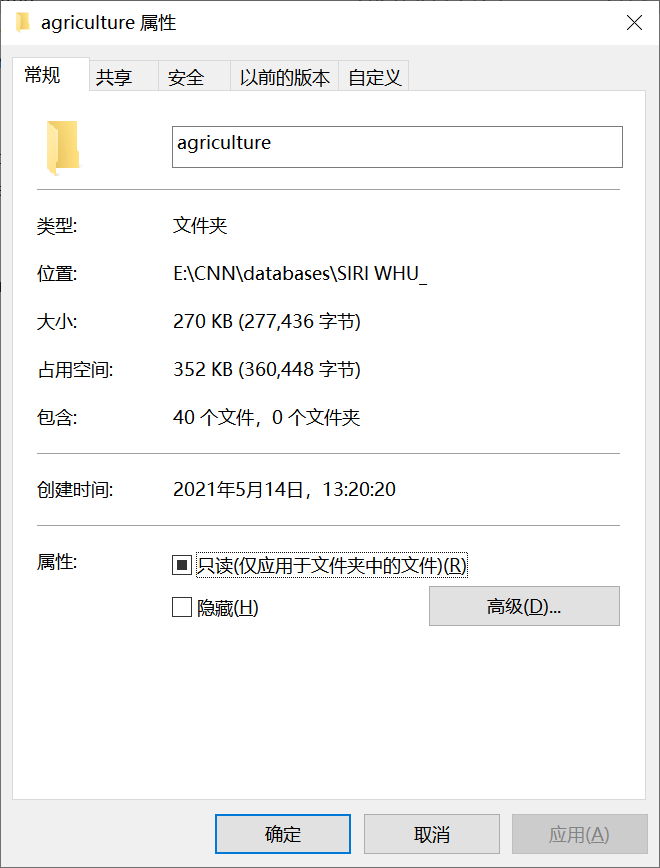 agriculture 属性
常规 共享 安全 以前的版本 自定义
agriculture
类型: 文件夹
位置: E:\CNN\databases\SIRI WHU_
大小: 270 KB (277,436 字节)
占用空间: 352 KB (360,448 字节)
包含: 40 个文件，0 个文件夹
创建时间: 2021年5月14日，13:20:20
属性: 只读(仅应用于文件夹中的文件)(R)
隐藏(H) 高级(D)...
确定 取消 应用(A)